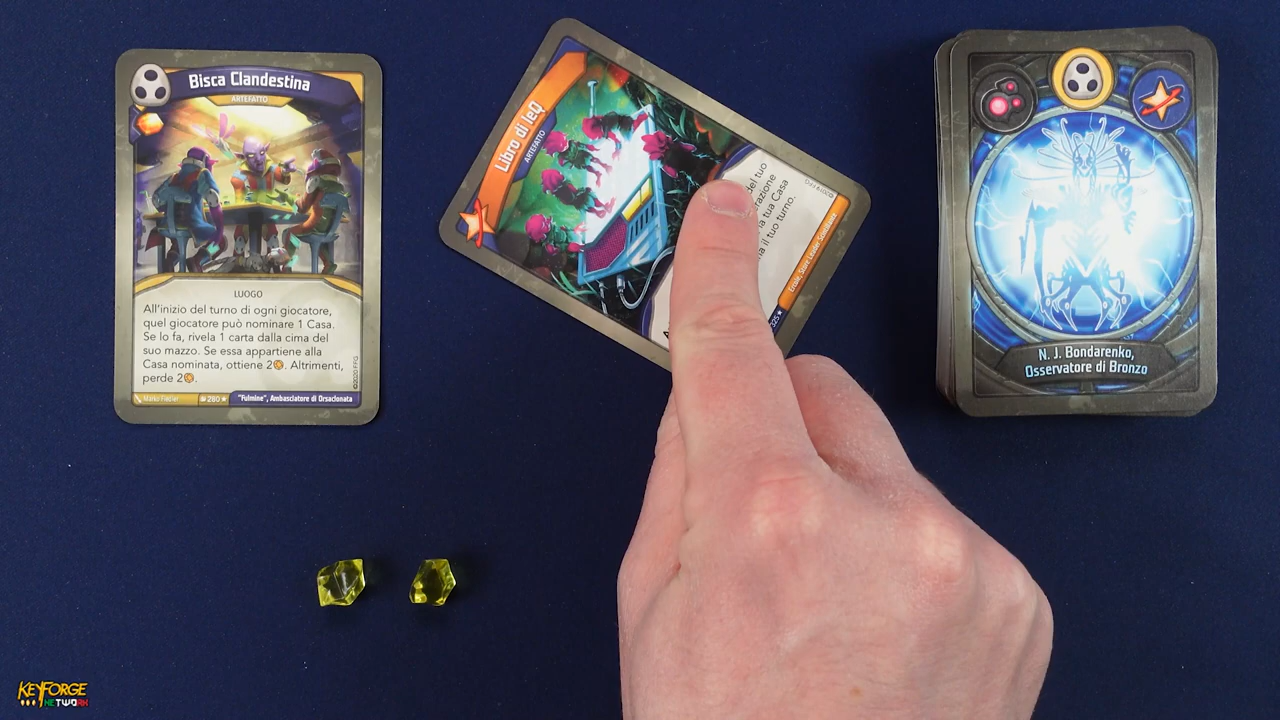 Bisca Clandestina
ARTEFATTO
LUOGO
All'inizio del turno di ogni giocatore,
quel giocatore può nominare 1 Casa.
Se lo fa, rivela 1 carta dalla cima del
suo mazzo. Se essa appartiene alla
Casa nominata, ottiene 2. Altrimenti,
perde 2.
©2020 FFG
Marko Fiedler
280
"Fulmine", Ambasciatore di Orsaclonata
Libro di leQ
ARTEFATTO
del tuo
tua Casa
il tuo turno.
325
N. J. Bondarenko,
Osservatore di Bronzo
KEYFORGE
NETWORK